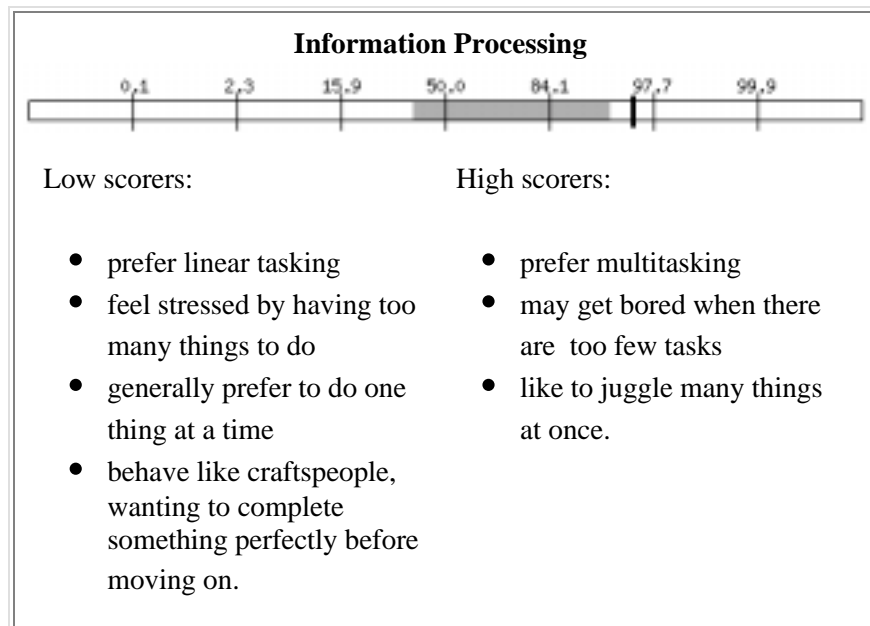 Information Processing
0.1 2.3 15.9 50.0 84.1 97.7 99.9
Low scorers:
prefer linear tasking
feel stressed by having too
many things to do
generally prefer to do one
thing at a time
behave like craftspeople,
wanting to complete
something perfectly before
moving on.
High scorers:
prefer multitasking
may get bored when there
are too few tasks
like to juggle many things
at once.